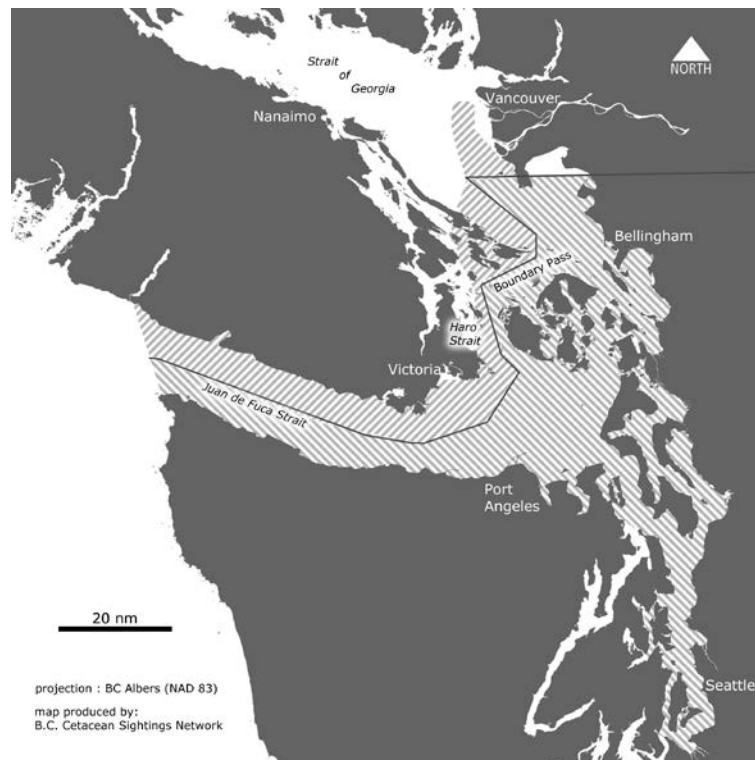 Strait
of
Georgia
NORTH
Vancouver
Nanaimo
Bellingham
Boundary Pass
Haro
Strait
Victoria
Juan de Fuca Strait
Port
Angeles
20 nm
Seattle
projection : BC Albers (NAD 83)
map produced by:
B.C. Cetacean Sightings Network